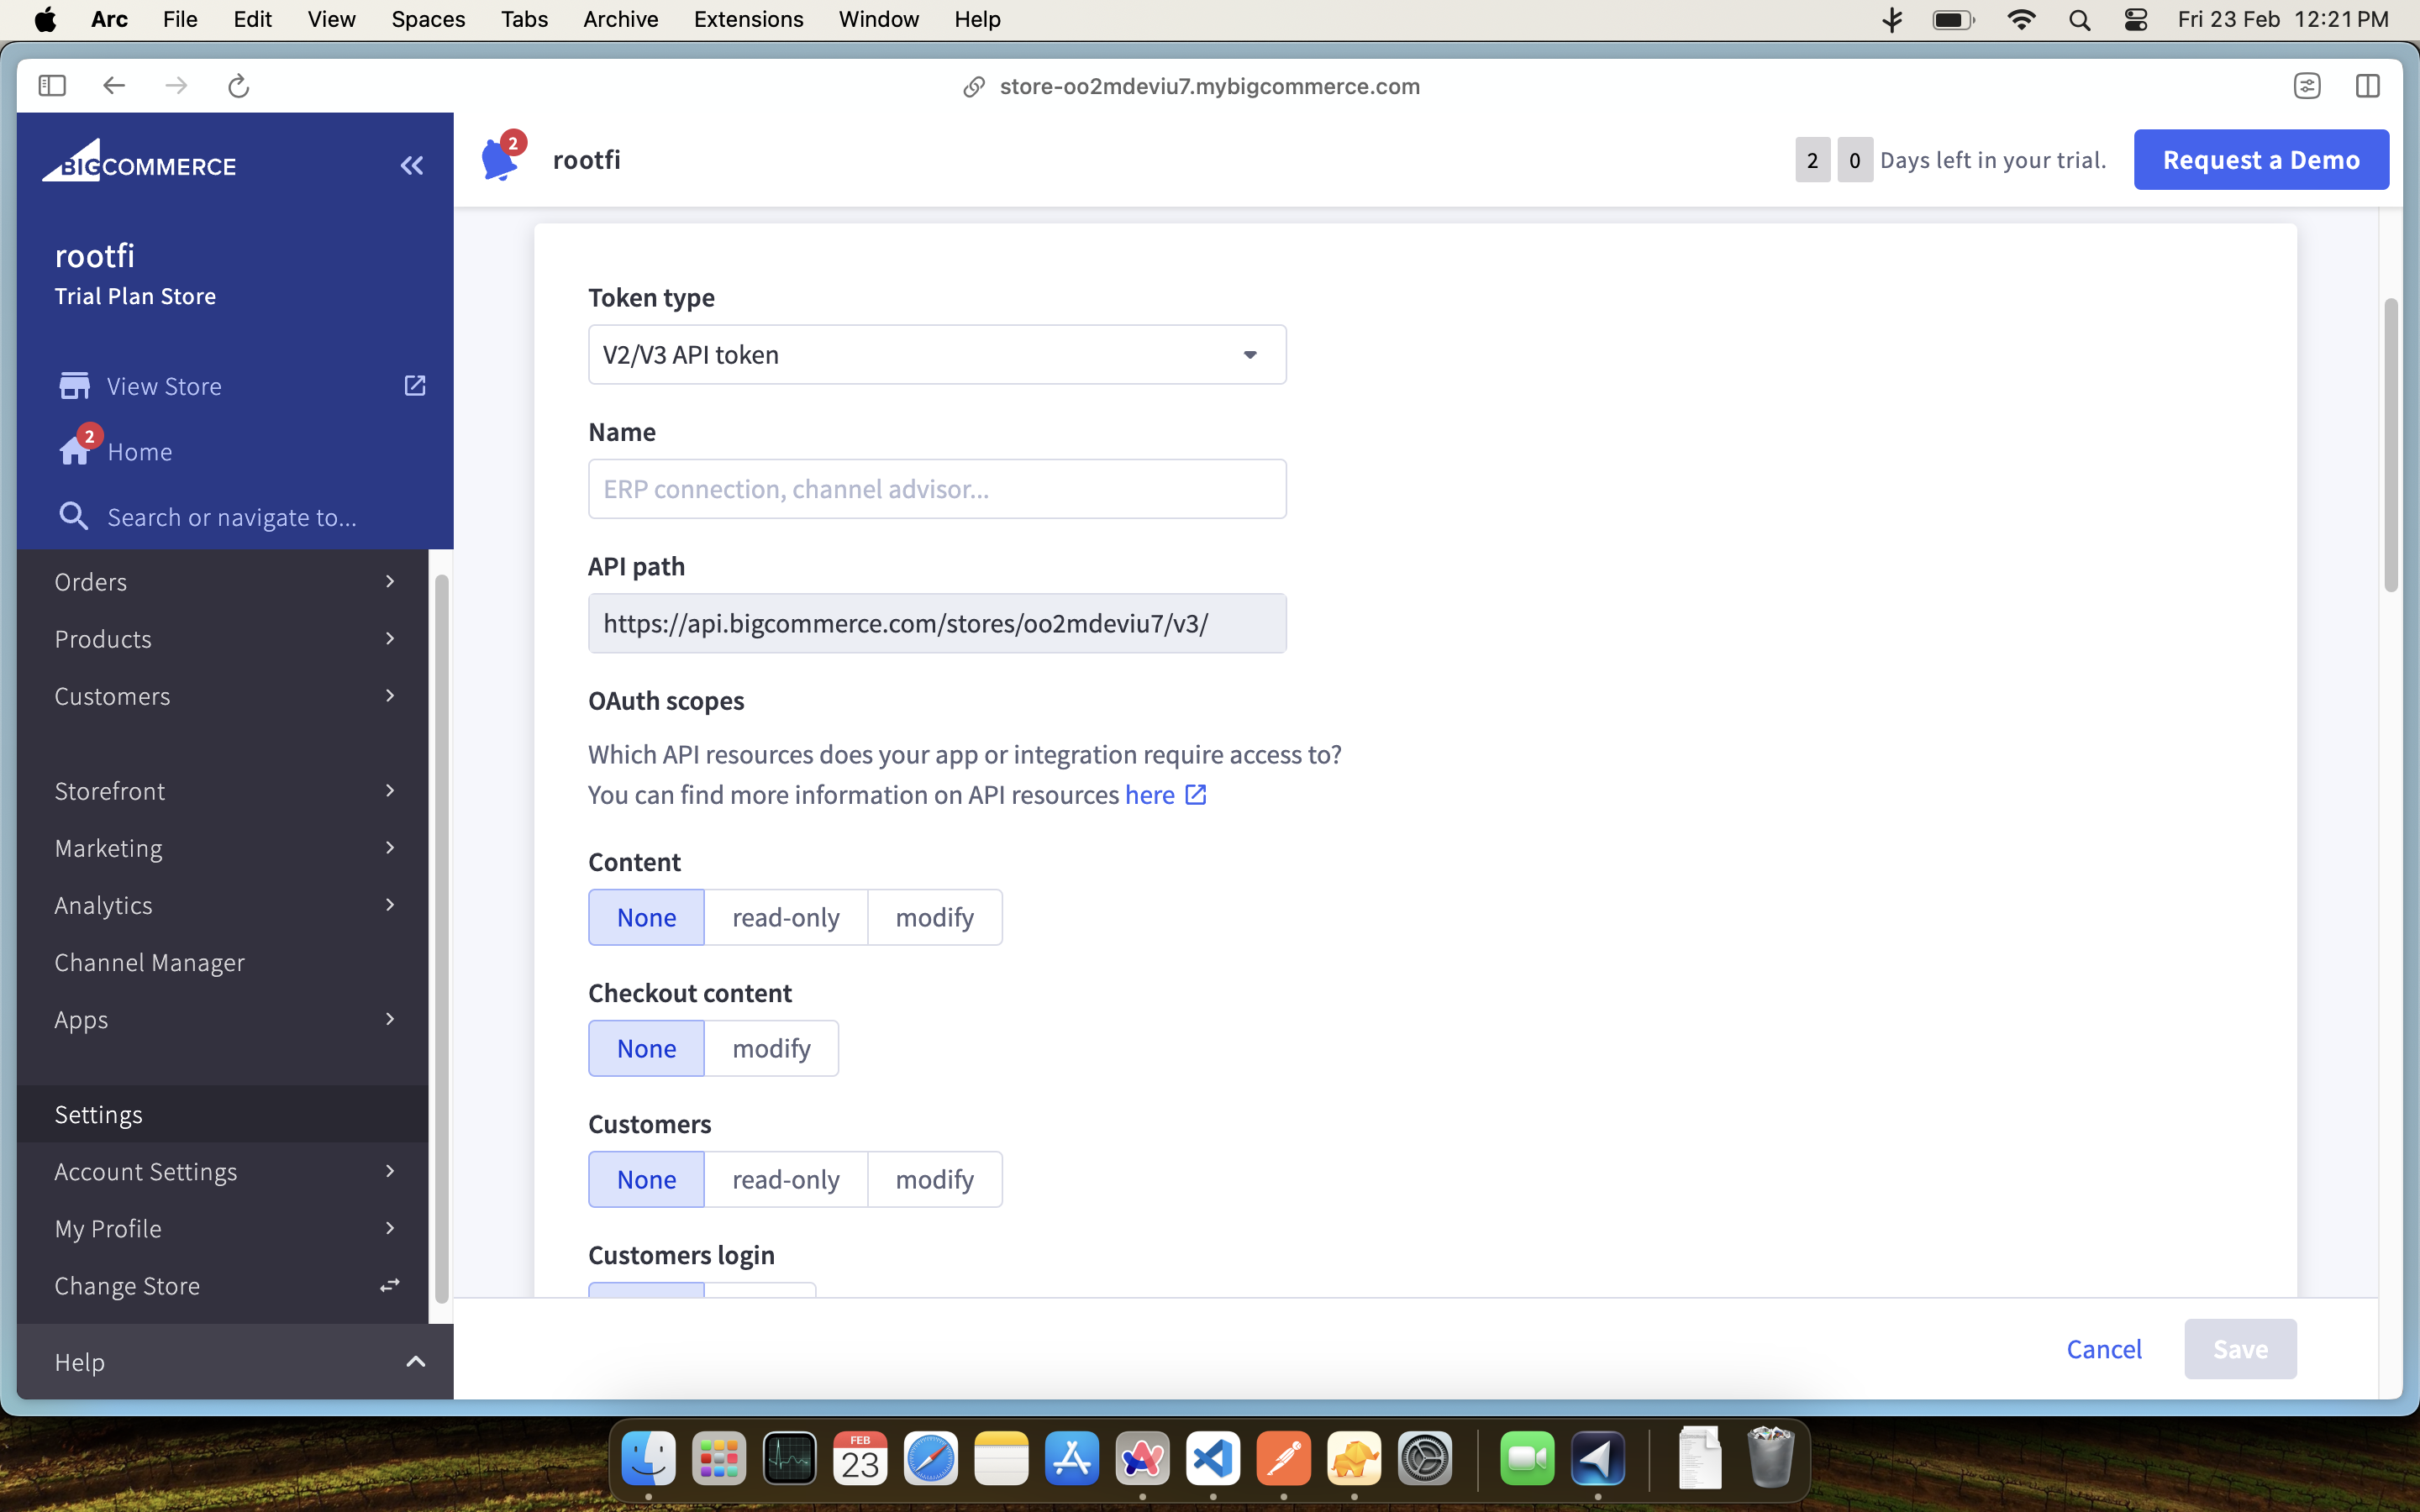 Arc File Edit View Spaces Tabs Archive Extensions Window Help Fri 23 Feb 12:21 PM
store-oo2mdeviu7.mybigcommerce.com
BIGCOMMERCE
2
rootfi
2 0 Days left in your trial.
Request a Demo
rootfi
Trial Plan Store
View Store
2
Home
Search or navigate to...
Orders
Products
Customers
Storefront
Marketing
Analytics
Channel Manager
Apps
Settings
Account Settings
My Profile
Change Store
Help
Token type
V2/V3 API token
Name
ERP connection, channel advisor...
API path
https://api.bigcommerce.com/stores/oo2mdeviu7/v3/
OAuth scopes
Which API resources does your app or integration require access to?
You can find more information on API resources here
Content
None read-only modify
Checkout content
None modify
Customers
None read-only modify
Customers login
Cancel Save
FEB
23